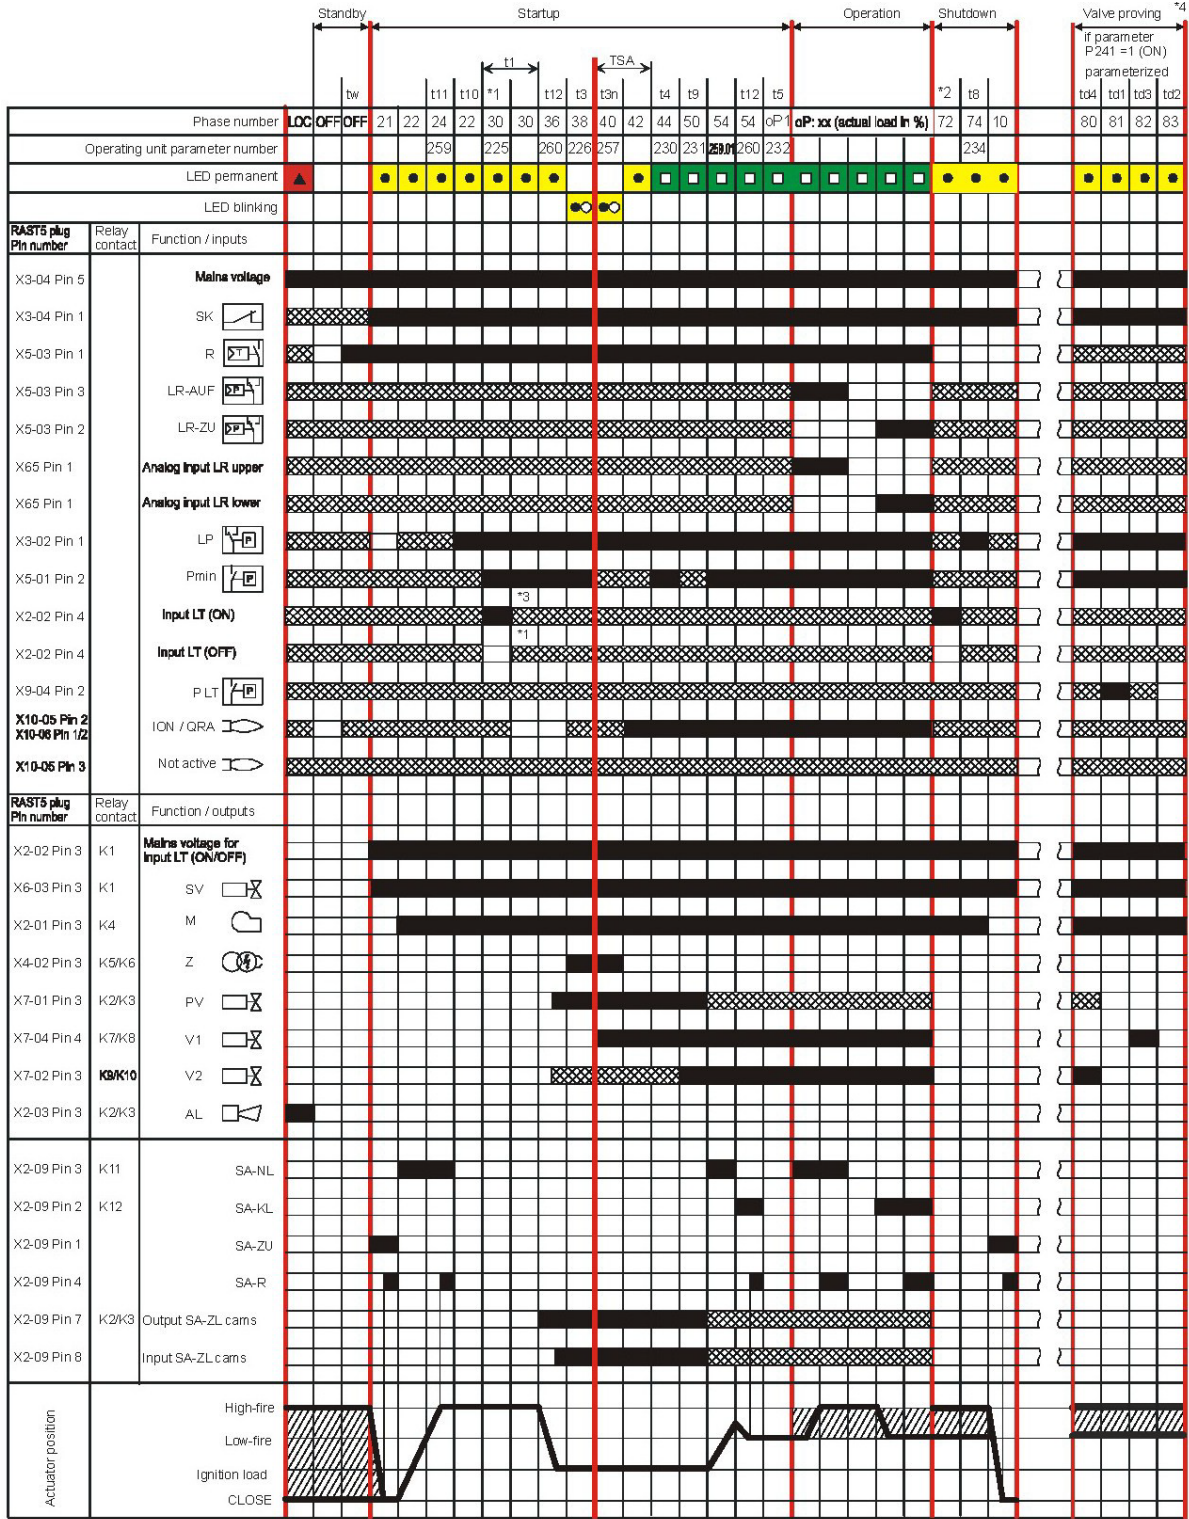 Standby Startup Operation Shutdown Valve proving *4
if parameter
P241 =1 (ON)
parameterized
t1 TSA
tw t11 t10 *1 t12 t3 t3n t4 t9 t12 t5 *2 t8 td4 td1 td3 td2
Phase number LOC OFF OFF 21 22 24 22 30 30 36 38 40 42 44 50 54 54 oP1 oP: xx (actual load in %) 72 74 10 80 81 82 83
Operating unit parameter number 259 225 260 226 257 230 231 259.01 260 232 234
LED permanent
LED blinking
RAST5 plug Relay Function / inputs
Pin number contact
X3-04 Pin 5 Mains voltage
X3-04 Pin 1 SK
X5-03 Pin 1 R T
X5-03 Pin 3 LR-AUF P
X5-03 Pin 2 LR-ZU P
X65 Pin 1 Analog input LR upper
X65 Pin 1 Analog input LR lower
X3-02 Pin 1 LP P
X5-01 Pin 2 Pmin P
*3
X2-02 Pin 4 Input LT (ON)
*1
X2-02 Pin 4 Input LT (OFF)
X9-04 Pin 2 P LT P
X10-05 Pin 2 ION / QRA
X10-06 Pin 1/2
X10-05 Pin 3 Not active
RAST5 plug Relay Function / outputs
Pin number contact
X2-02 Pin 3 K1 Mains voltage for
input LT (ON/OFF)
X6-03 Pin 3 K1 SV
X2-01 Pin 3 K4 M
X4-02 Pin 3 K5/K6 Z
X7-01 Pin 3 K2/K3 PV
X7-04 Pin 4 K7/K8 V1
X7-02 Pin 3 K9/K10 V2
X2-03 Pin 3 K2/K3 AL
X2-09 Pin 3 K11 SA-NL
X2-09 Pin 2 K12 SA-KL
X2-09 Pin 1 SA-ZU
X2-09 Pin 4 SA-R
X2-09 Pin 7 K2/K3 Output SA-ZL cams
X2-09 Pin 8 Input SA-ZL cams
Actuator position
High-fire
Low-fire
Ignition load
CLOSE